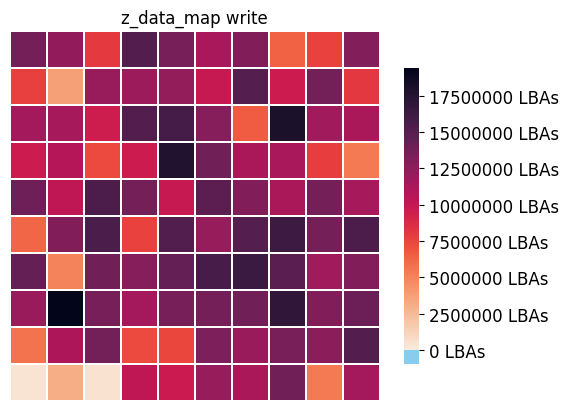 z_data_map write
17500000 LBAs
15000000 LBAs
12500000 LBAs
10000000 LBAs
7500000 LBAs
5000000 LBAs
2500000 LBAs
0 LBAs